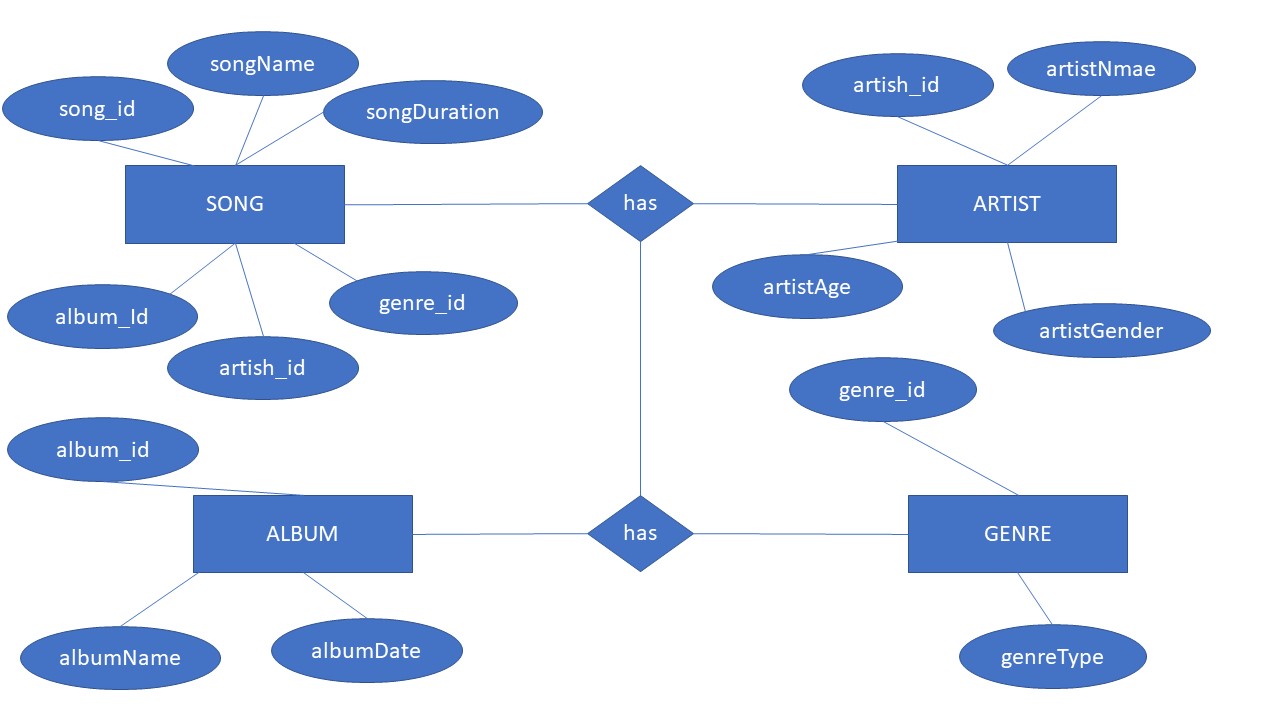 songName
song_id
songDuration
SONG
album_Id
artish_id
genre_id
has
artish_id
artistNmae
ARTIST
artistAge
artistGender
album_id
ALBUM
albumName
albumDate
has
genre_id
GENRE
genreType